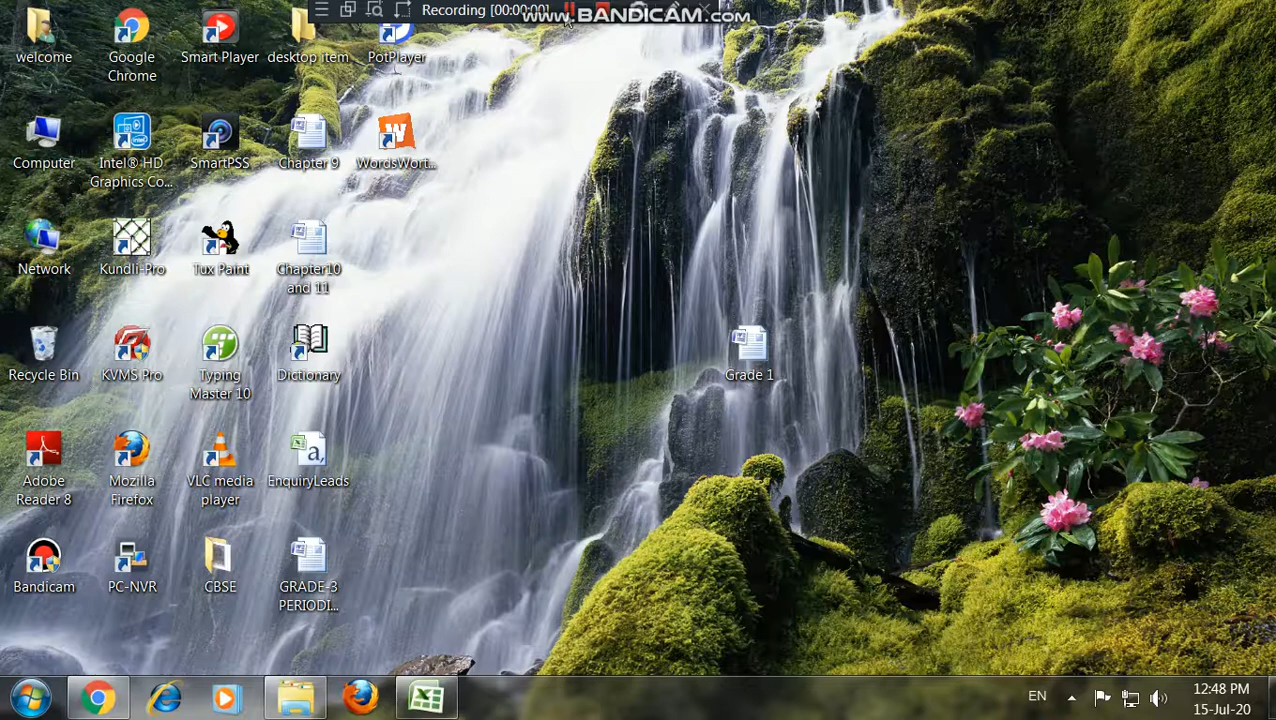 Recording [00:00:00]
www.BANDICAM.com
welcome
Google
Chrome
Smart Player
desktop item
PotPlayer
Computer
Intel® HD
Graphics Co...
SmartPSS
Chapter 9
WordsWort...
Network
Kundli-Pro
Tux Paint
Chapter10
and 11
Recycle Bin
KVMS Pro
Typing
Master 10
Dictionary
Grade 1
Adobe
Reader 8
Mozilla
Firefox
VLC media
player
EnquiryLeads
Bandicam
PC-NVR
CBSE
GRADE-3
PERIODI...
EN
12:48 PM
15-Jul-20